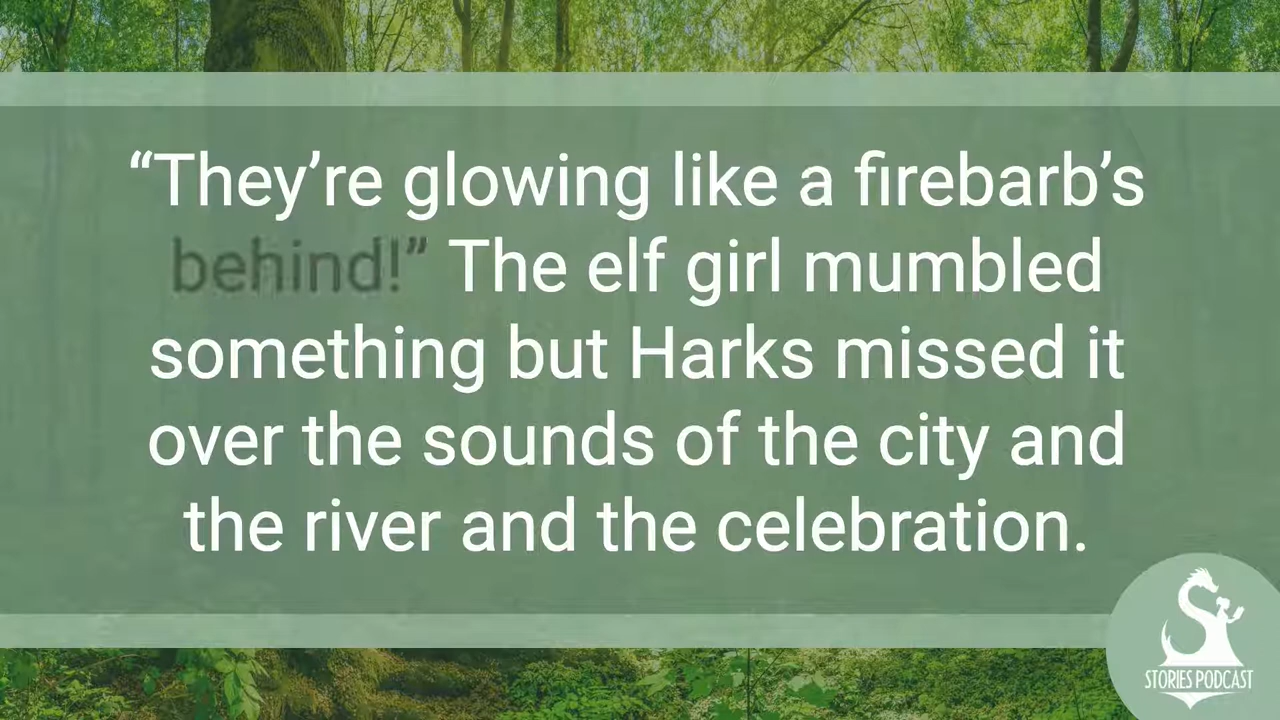 “They’re glowing like a firebarb’s
behind!” The elf girl mumbled
something but Harks missed it
over the sounds of the city and
the river and the celebration.
STORIES PODCAST